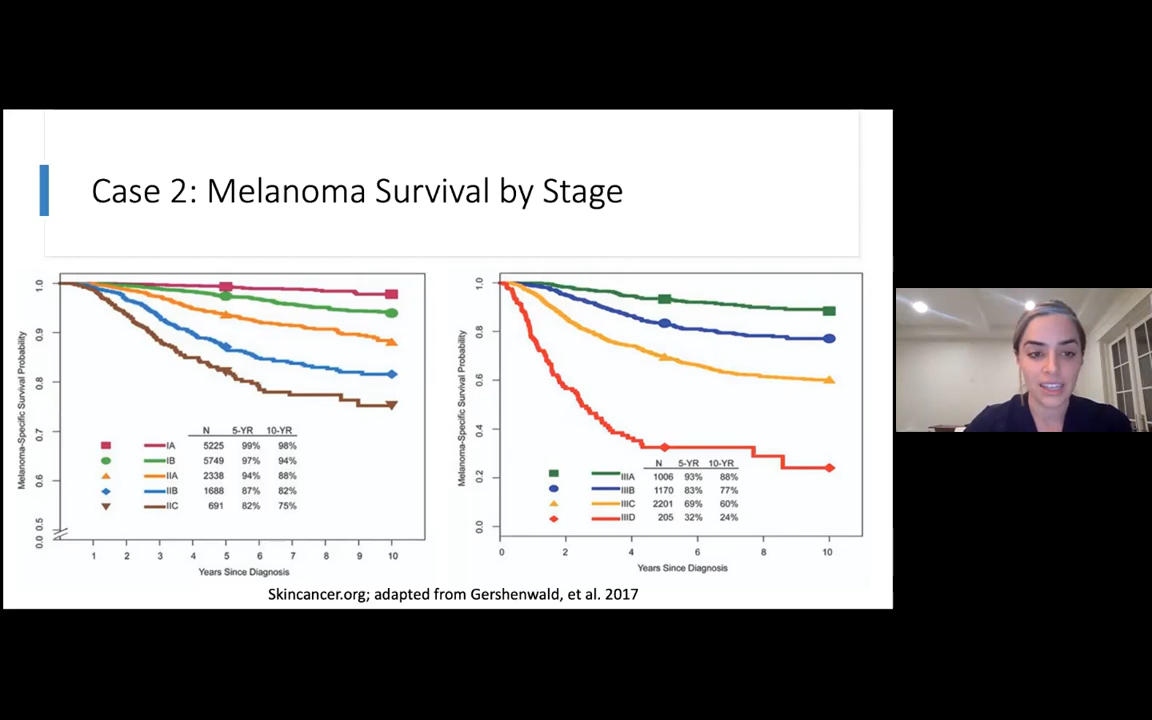 Case 2: Melanoma Survival by Stage
Melanoma-Specific Survival Probability
1.0
0.9
0.8
0.7
0.6
0.5
0.0
N 5-YR 10-YR
IA 5225 99% 98%
IB 5749 97% 94%
IIA 2338 94% 88%
IIB 1688 87% 82%
IIC 691 82% 75%
1 2 3 4 5 6 7 8 9 10
Years Since Diagnosis
Melanoma-Specific Survival Probability
1.0
0.8
0.6
0.4
0.2
0.0
N 5-YR 10-YR
IIIA 1006 93% 88%
IIIB 1170 83% 77%
IIIC 2201 69% 60%
IIID 205 32% 24%
0 2 4 6 8 10
Years Since Diagnosis
Skincancer.org; adapted from Gershenwald, et al. 2017